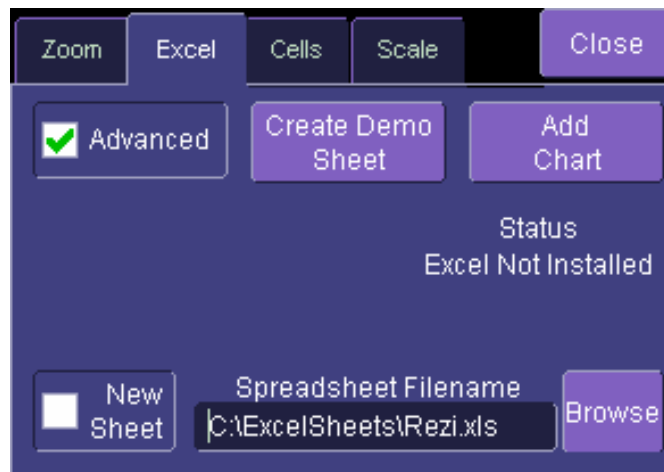 Zoom Excel Cells Scale Close
Advanced
Create Demo
Sheet
Add
Chart
Status
Excel Not Installed
New
Sheet
Spreadsheet Filename
C:\ExcelSheets\Rezi.xls
Browse